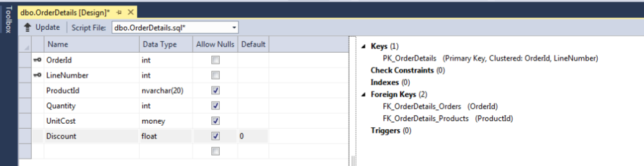 Toolbox
dbo.OrderDetails [Design]*
Update Script File: dbo.OrderDetails.sql*
Name Data Type Allow Nulls Default
OrderId int
LineNumber int
ProductId nvarchar(20)
Quantity int
UnitCost money
Discount float 0
Keys (1)
PK_OrderDetails (Primary Key, Clustered: OrderId, LineNumber)
Check Constraints (0)
Indexes (0)
Foreign Keys (2)
FK_OrderDetails_Orders (OrderId)
FK_OrderDetails_Products (ProductId)
Triggers (0)